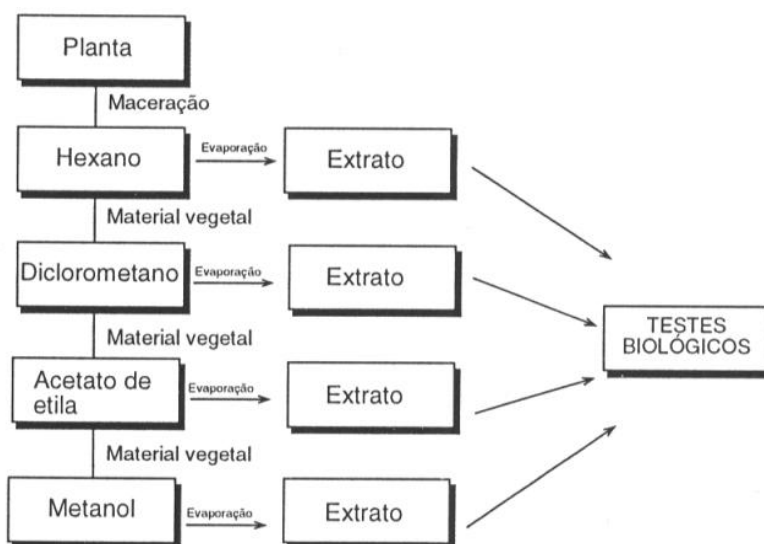 Planta
Maceração
Hexano
Evaporação
Extrato
Material vegetal
Diclorometano
Evaporação
Extrato
Material vegetal
TESTES
BIOLÓGICOS
Acetato de
etila
Evaporação
Extrato
Material vegetal
Metanol
Evaporação
Extrato